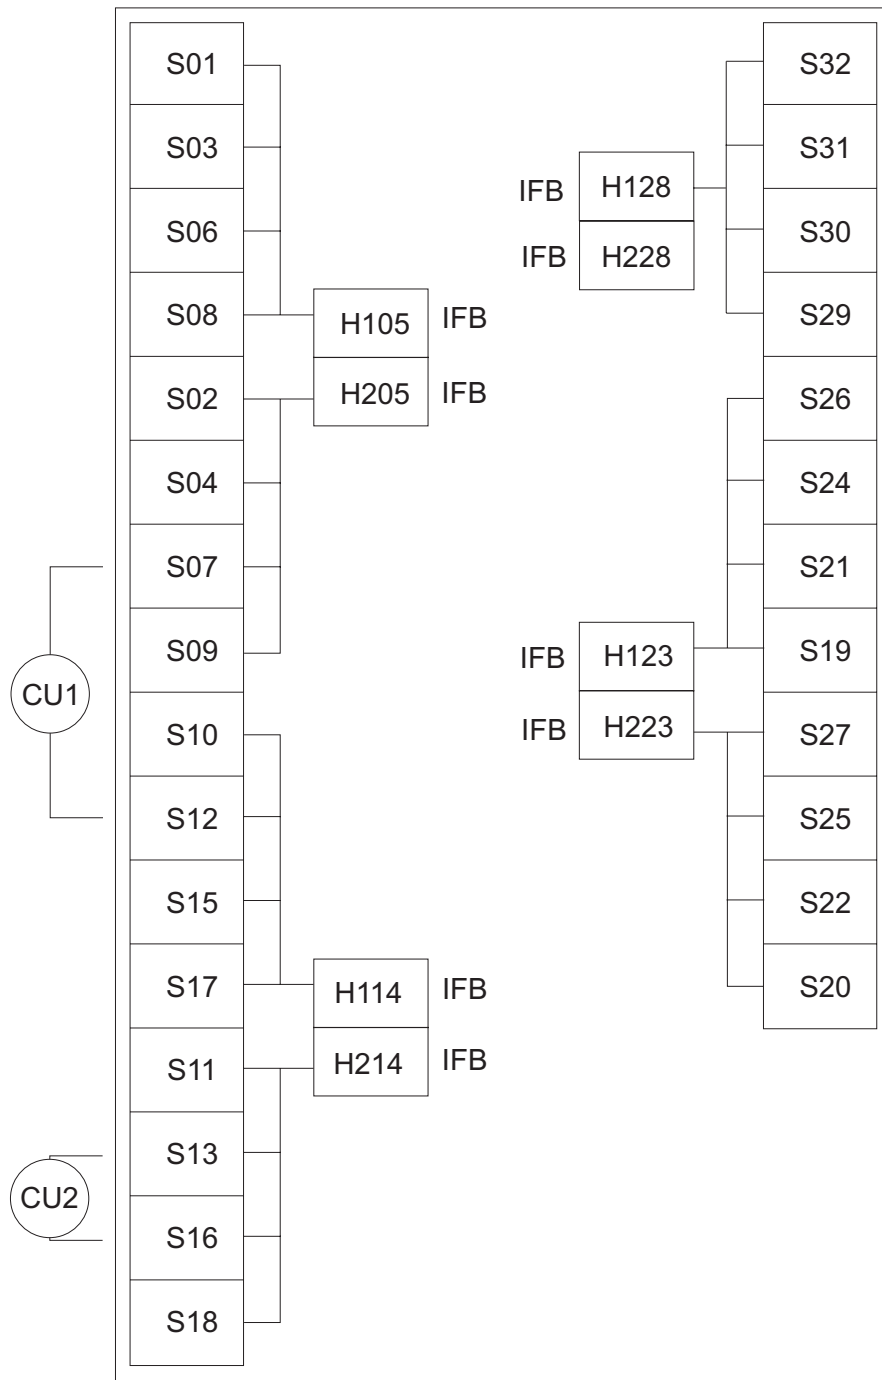 S01
S03
S06
S08
S02
S04
S07
S09
S10
S12
S15
S17
S11
S13
S16
S18
CU1
CU2
H105 IFB
H205 IFB
H114 IFB
H214 IFB
IFB H128
IFB H228
IFB H123
IFB H223
S32
S31
S30
S29
S26
S24
S21
S19
S27
S25
S22
S20